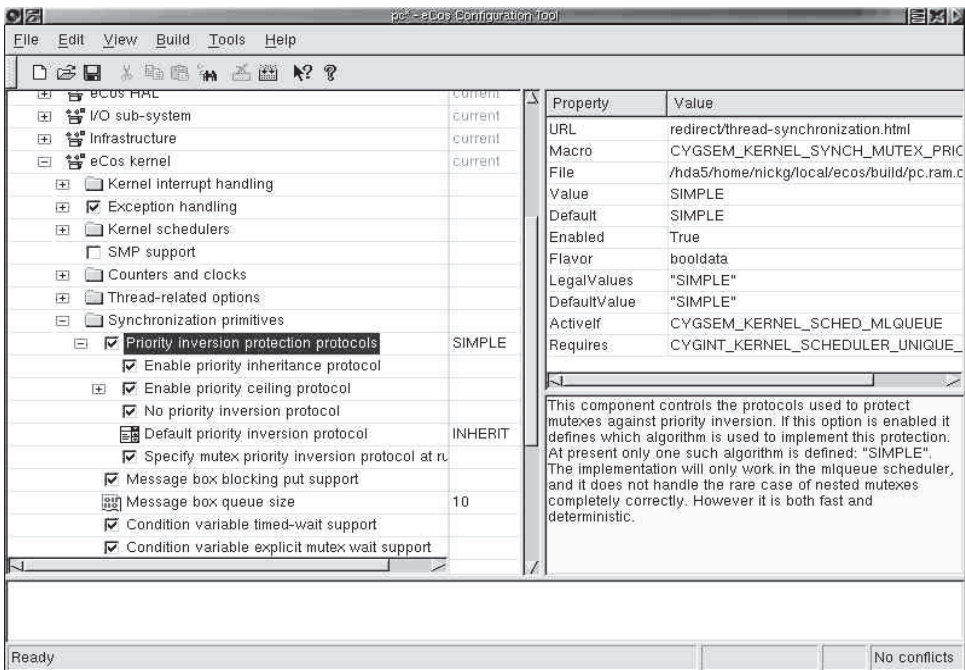 pc* - eCos Configuration Tool
File Edit View Build Tools Help
eCos HAL current
I/O sub-system current
Infrastructure current
eCos kernel current
Kernel interrupt handling
Exception handling
Kernel schedulers
SMP support
Counters and clocks
Thread-related options
Synchronization primitives
Priority inversion protection protocols SIMPLE
Enable priority inheritance protocol
Enable priority ceiling protocol
No priority inversion protocol
Default priority inversion protocol INHERIT
Specify mutex priority inversion protocol at ru
Message box blocking put support
Message box queue size 10
Condition variable timed-wait support
Condition variable explicit mutex wait support
Property Value
URL redirect/thread-synchronization.html
Macro CYGSEM_KERNEL_SYNCH_MUTEX_PRIO
File /hda5/home/nickg/local/ecos/build/pc.ram.c
Value SIMPLE
Default SIMPLE
Enabled True
Flavor booldata
LegalValues "SIMPLE"
DefaultValue "SIMPLE"
ActiveIf CYGSEM_KERNEL_SCHED_MLQUEUE
Requires CYGINT_KERNEL_SCHEDULER_UNIQUE_
This component controls the protocols used to protect
mutexes against priority inversion. If this option is enabled it
defines which algorithm is used to implement this protection.
At present only one such algorithm is defined: "SIMPLE".
The implementation will only work in the mlqueue scheduler,
and it does not handle the rare case of nested mutexes
completely correctly. However it is both fast and
deterministic.
Ready
No conflicts